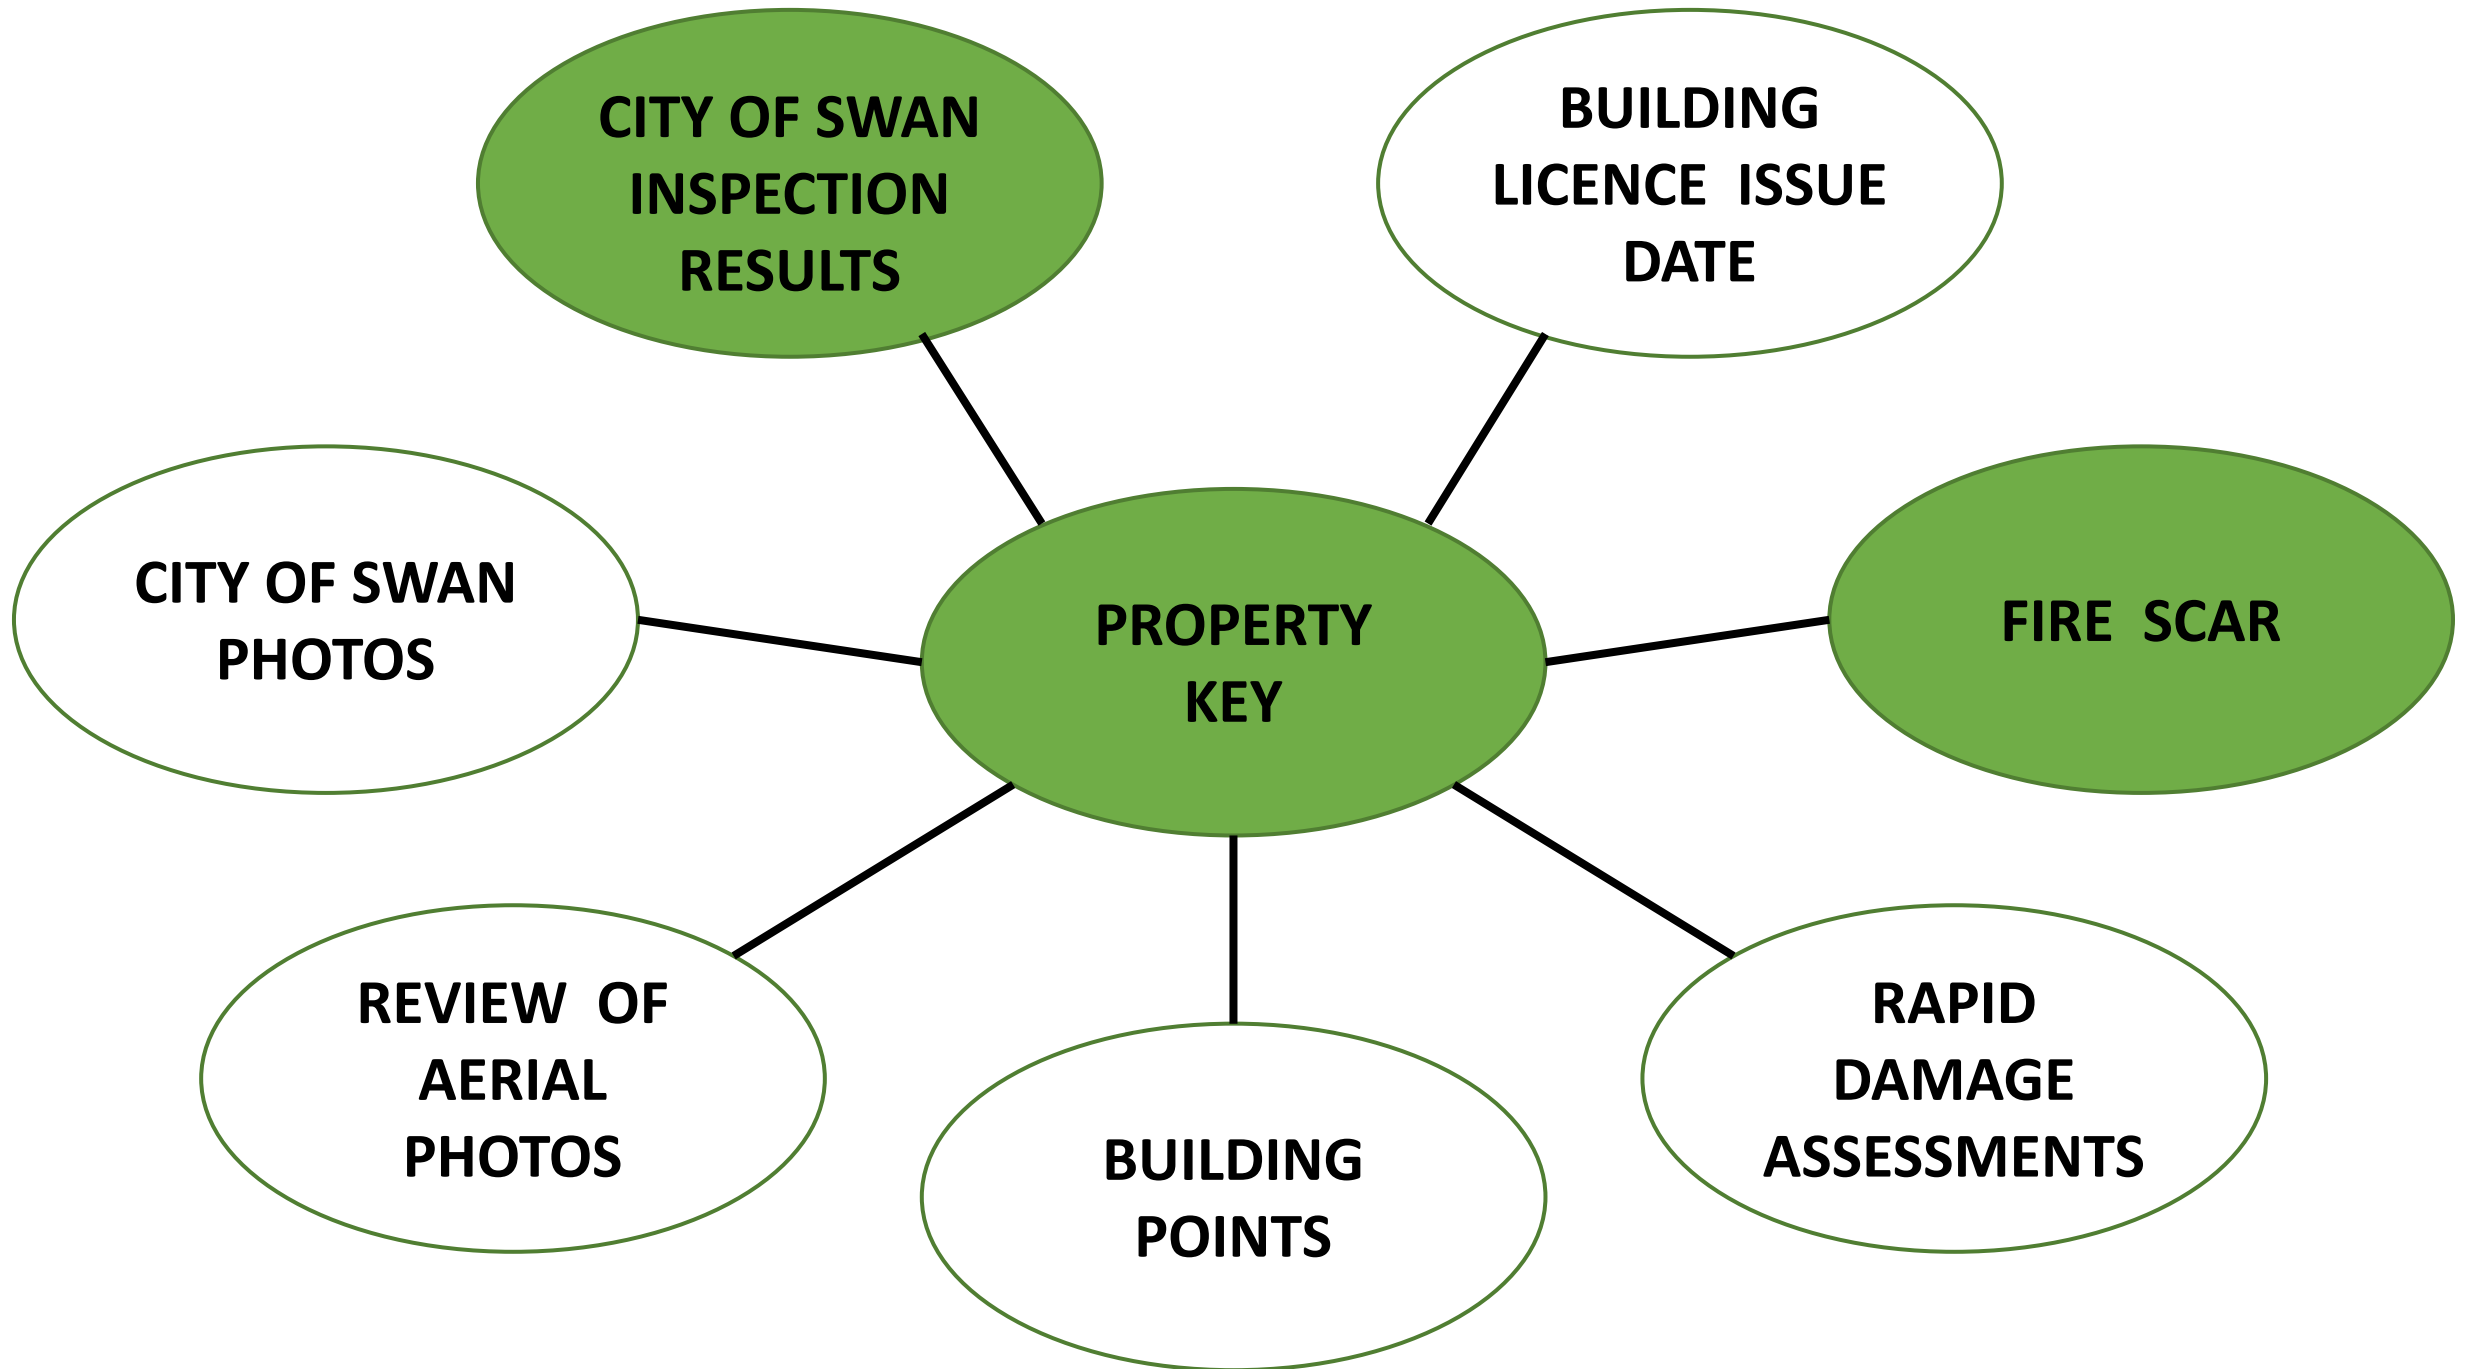 CITY OF SWAN
INSPECTION
RESULTS
BUILDING
LICENCE ISSUE
DATE
CITY OF SWAN
PHOTOS
PROPERTY
KEY
FIRE SCAR
REVIEW OF
AERIAL
PHOTOS
BUILDING
POINTS
RAPID
DAMAGE
ASSESSMENTS